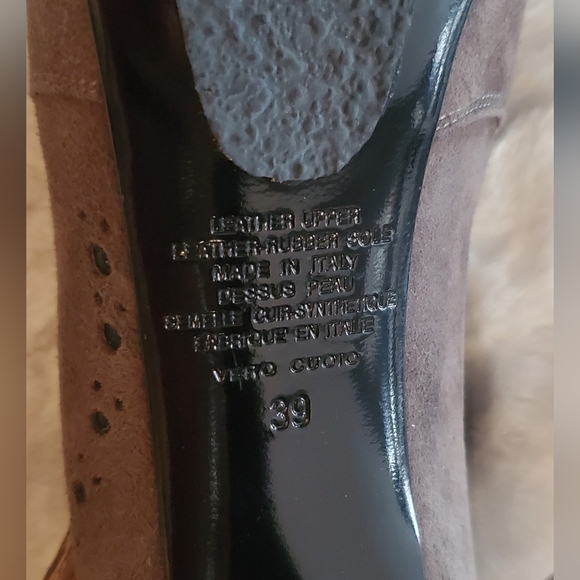 LEATHER UPPER
LEATHER-RUBBER SOLE
MADE IN ITALY
DESSUS PEAU
SEMELLE CUIR-SYNTHETIQUE
FABRIQUE EN ITALIE
VERO CUOIO
39